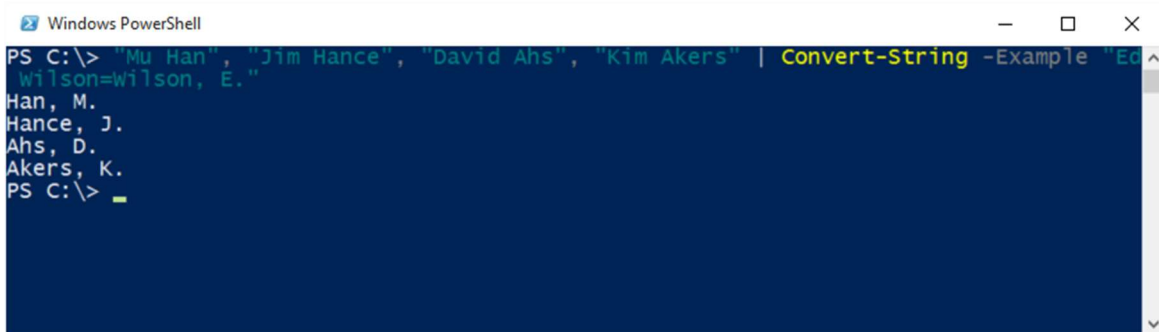 Windows PowerShell
PS C:\> "Mu Han", "Jim Hance", "David Ahs", "Kim Akers" | Convert-String -Example "Ed
 Wilson=Wilson, E."
Han, M.
Hance, J.
Ahs, D.
Akers, K.
PS C:\>